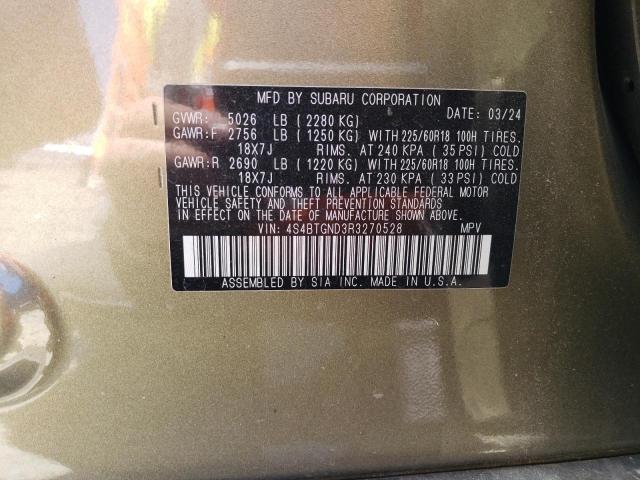 MFD BY SUBARU CORPORATION
GVWR: 5026 LB (2280 KG) DATE: 03/24
GAWR:F 2756 LB (1250 KG) WITH 225/60R18 100H TIRES.
18X7J RIMS. AT 240 KPA (35 PSI) COLD
GAWR:R 2690 LB (1220 KG) WITH 225/60R18 100H TIRES.
18X7J RIMS. AT 230 KPA (33 PSI) COLD
THIS VEHICLE CONFORMS TO ALL APPLICABLE FEDERAL MOTOR
VEHICLE SAFETY AND THEFT PREVENTION STANDARDS
IN EFFECT ON THE DATE OF MANUFACTURE SHOWN ABOVE.
VIN: 4S4BTGND3R3270528 MPV
ASSEMBLED BY SIA INC. MADE IN U.S.A.